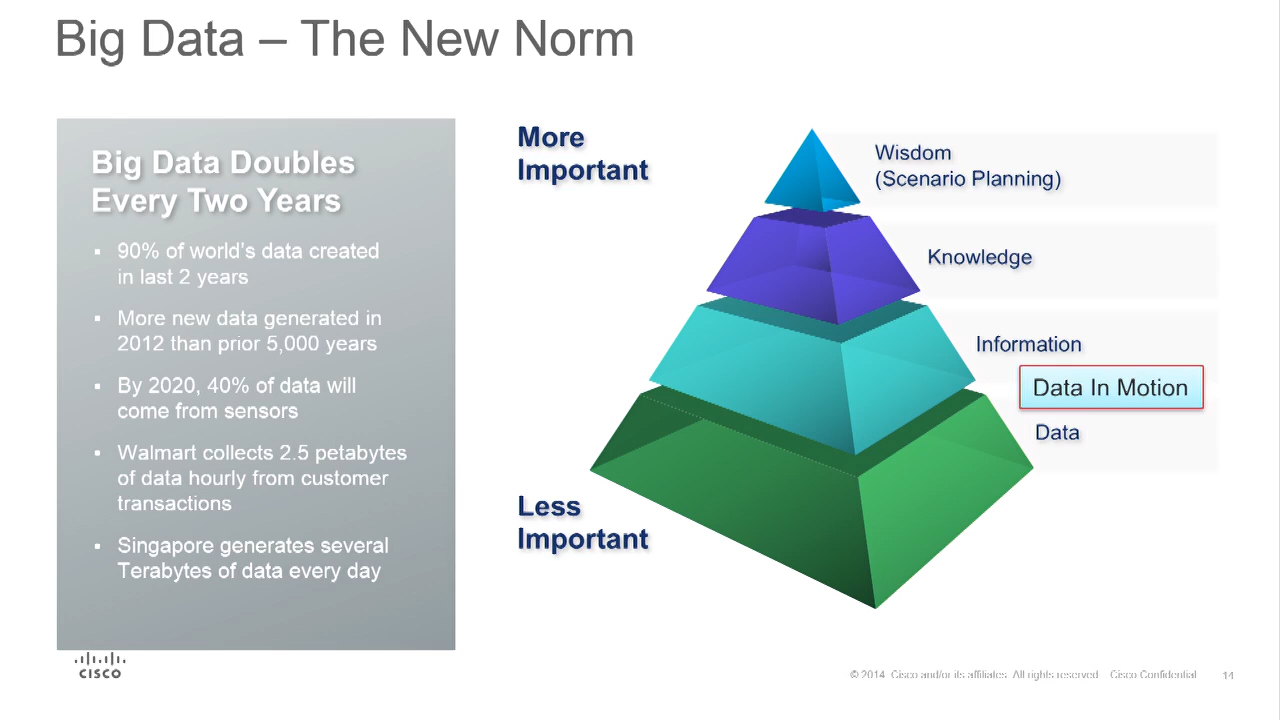 Big Data – The New Norm
Big Data Doubles
Every Two Years
▪ 90% of world's data created
in last 2 years
▪ More new data generated in
2012 than prior 5,000 years
▪ By 2020, 40% of data will
come from sensors
▪ Walmart collects 2.5 petabytes
of data hourly from customer
transactions
▪ Singapore generates several
Terabytes of data every day
More
Important
Wisdom
(Scenario Planning)
Knowledge
Information
Data In Motion
Data
Less
Important
CISCO
© 2014 Cisco and/or its affiliates. All rights reserved. Cisco Confidential
14